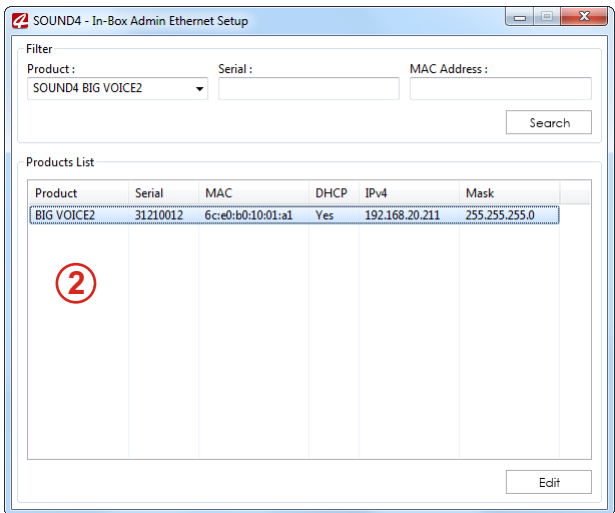 SOUND4 - In-Box Admin Ethernet Setup
Filter
Product : Serial : MAC Address :
SOUND4 BIG VOICE2
Search
Products List
Product Serial MAC DHCP IPv4 Mask
BIG VOICE2 31210012 6c:e0:b0:10:01:a1 Yes 192.168.20.211 255.255.255.0
2
Edit